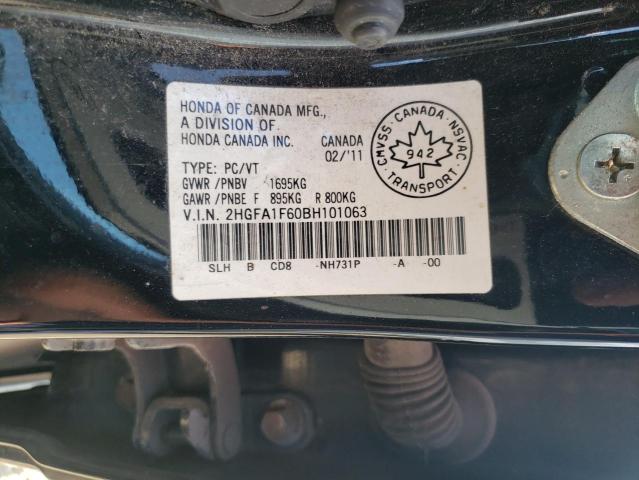 HONDA OF CANADA MFG.,
A DIVISION OF
HONDA CANADA INC. CANADA
02/'11
TYPE: PC/VT
GVWR /PNBV 1695KG
GAWR /PNBE F 895KG R 800KG
V.I.N. 2HGFA1F60BH101063
SLH B CD8 -NH731P -A -00
CMVSS · CANADA · NSVAC
942
TRANSPORT